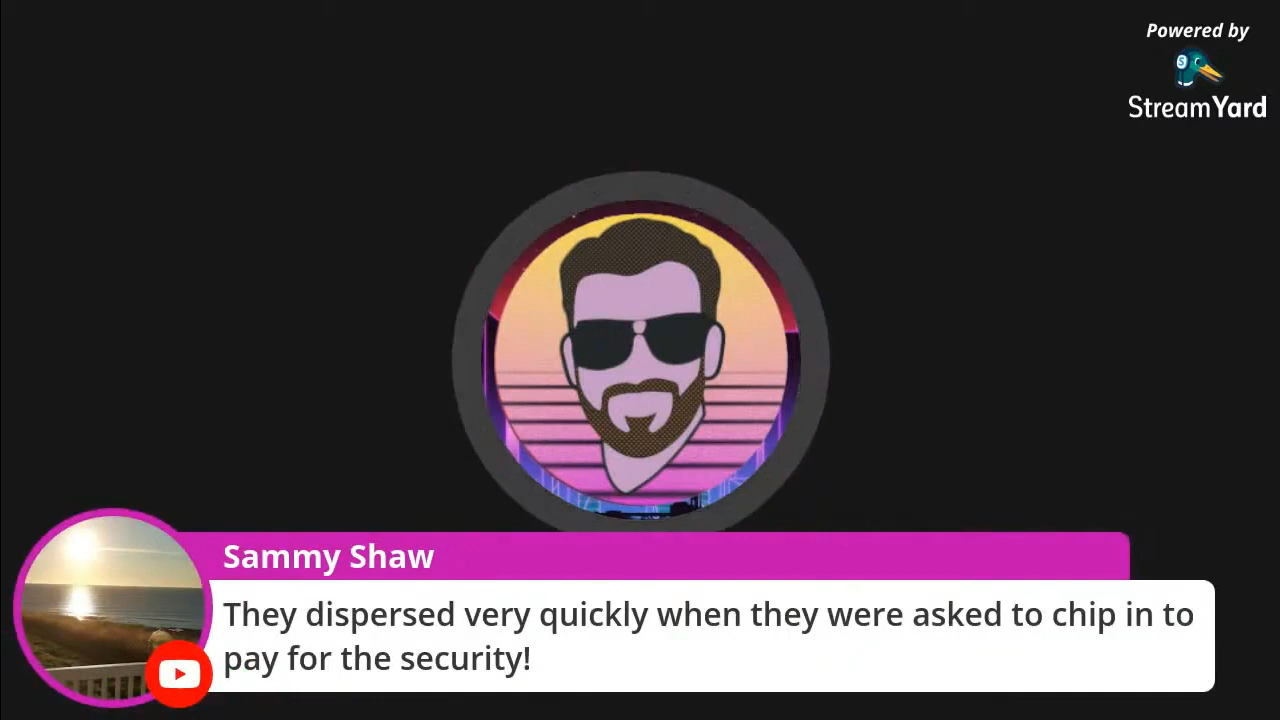 Powered by
StreamYard
Sammy Shaw
They dispersed very quickly when they were asked to chip in to
pay for the security!